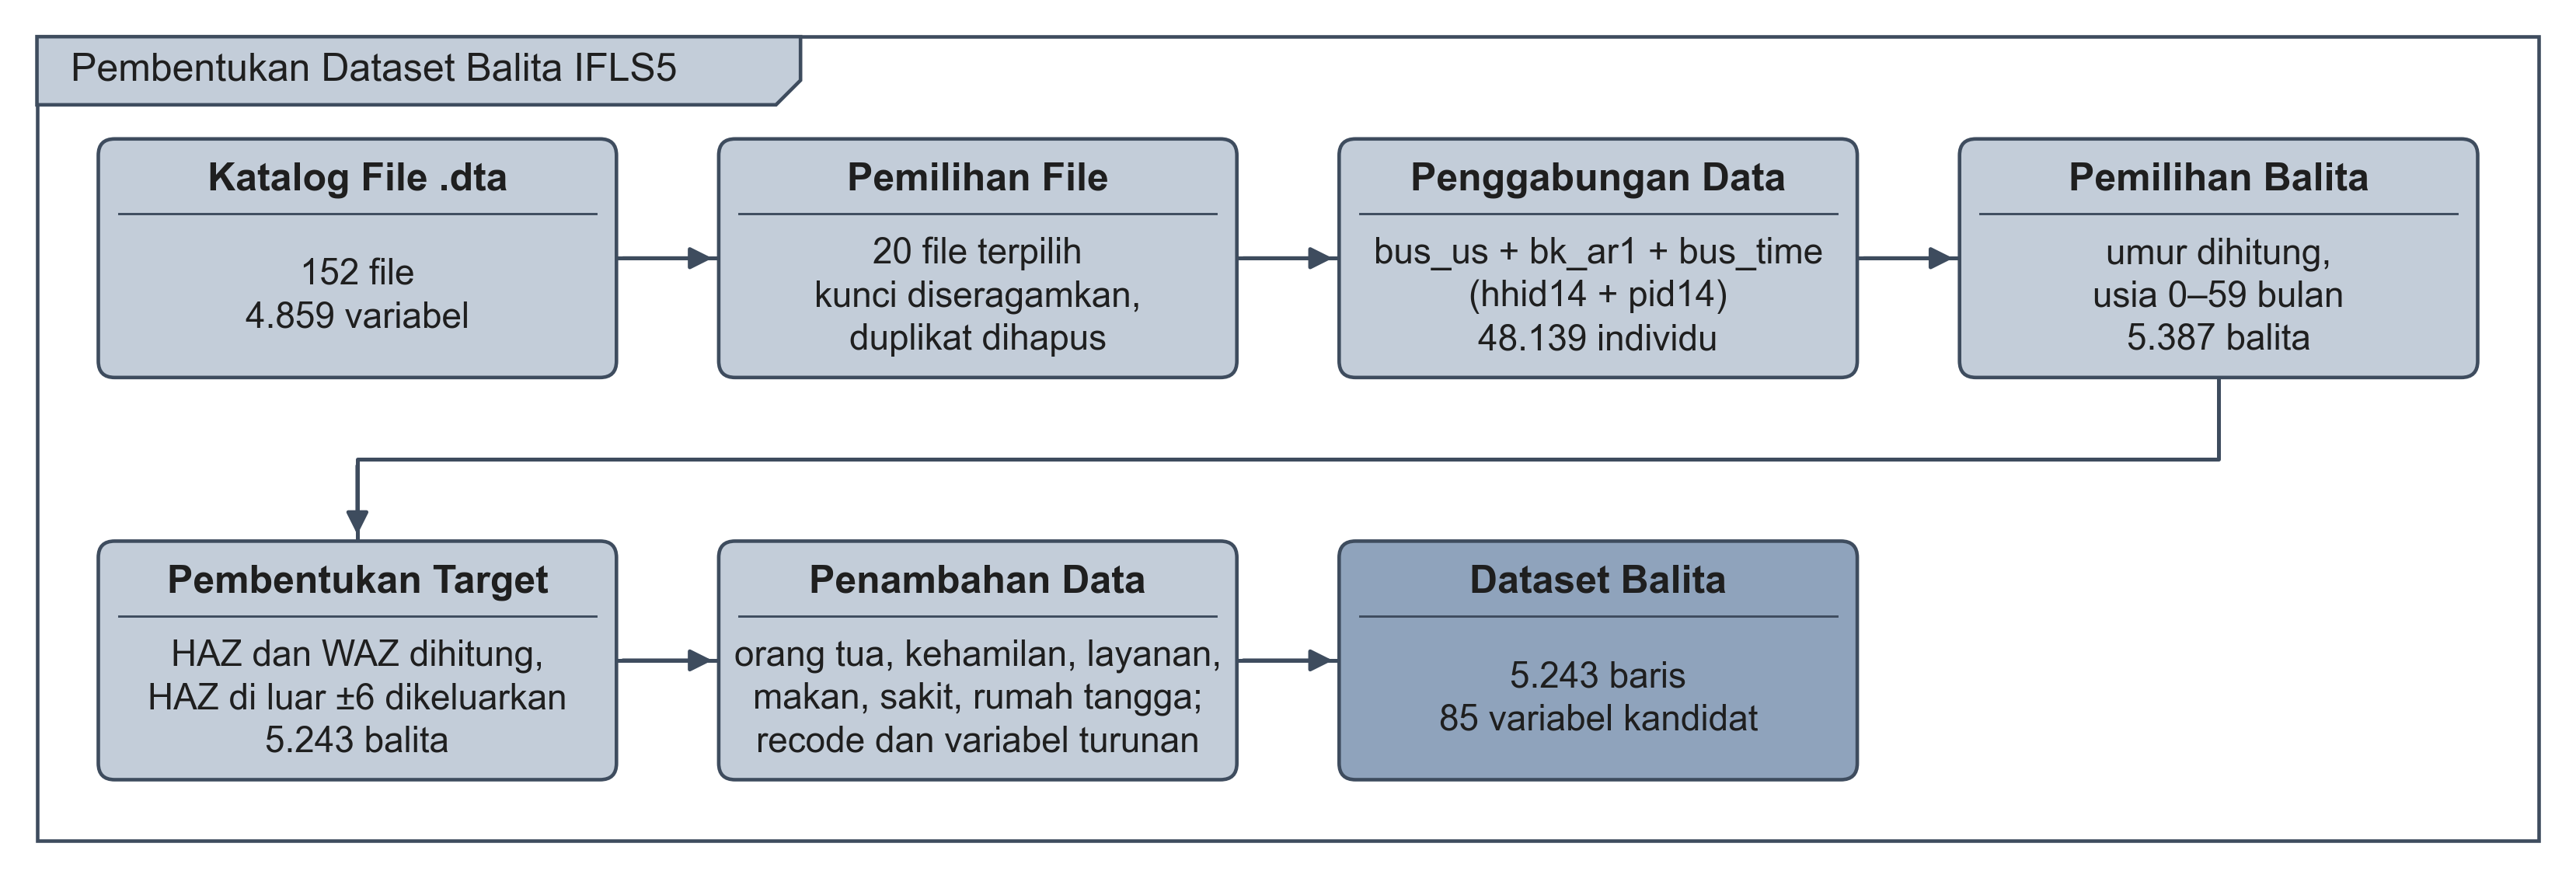 Pembentukan Dataset Balita IFLS5
Katalog File .dta
152 file
4.859 variabel
Pemilihan File
20 file terpilih
kunci diseragamkan,
duplikat dihapus
Penggabungan Data
bus_us + bk_ar1 + bus_time
(hhid14 + pid14)
48.139 individu
Pemilihan Balita
umur dihitung,
usia 0–59 bulan
5.387 balita
Pembentukan Target
HAZ dan WAZ dihitung,
HAZ di luar ±6 dikeluarkan
5.243 balita
Penambahan Data
orang tua, kehamilan, layanan,
makan, sakit, rumah tangga;
recode dan variabel turunan
Dataset Balita
5.243 baris
85 variabel kandidat